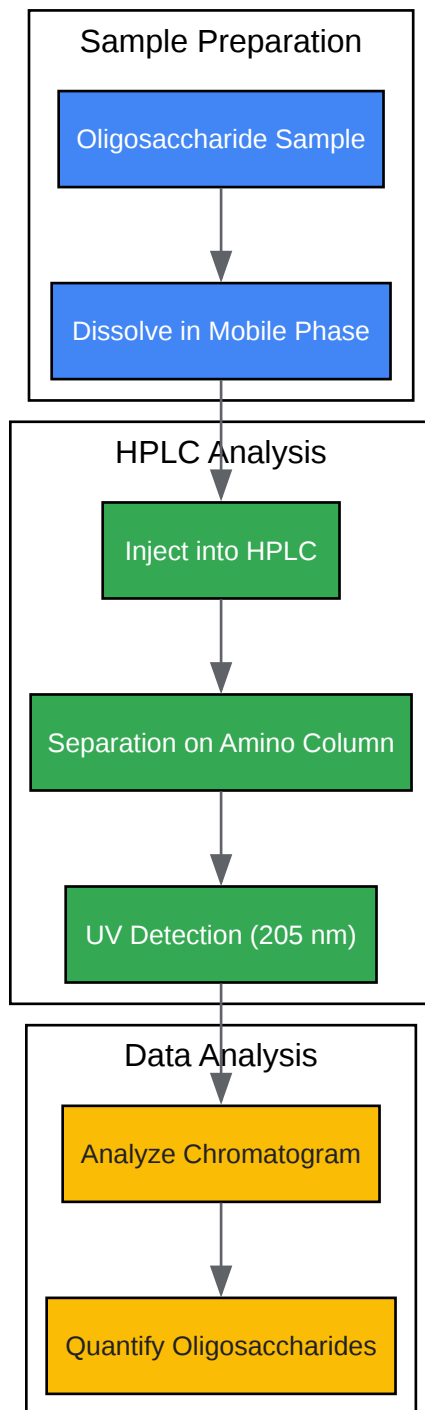 Sample Preparation
Oligosaccharide Sample
Dissolve in Mobile Phase
HPLC Analysis
Inject into HPLC
Separation on Amino Column
UV Detection (205 nm)
Data Analysis
Analyze Chromatogram
Quantify Oligosaccharides